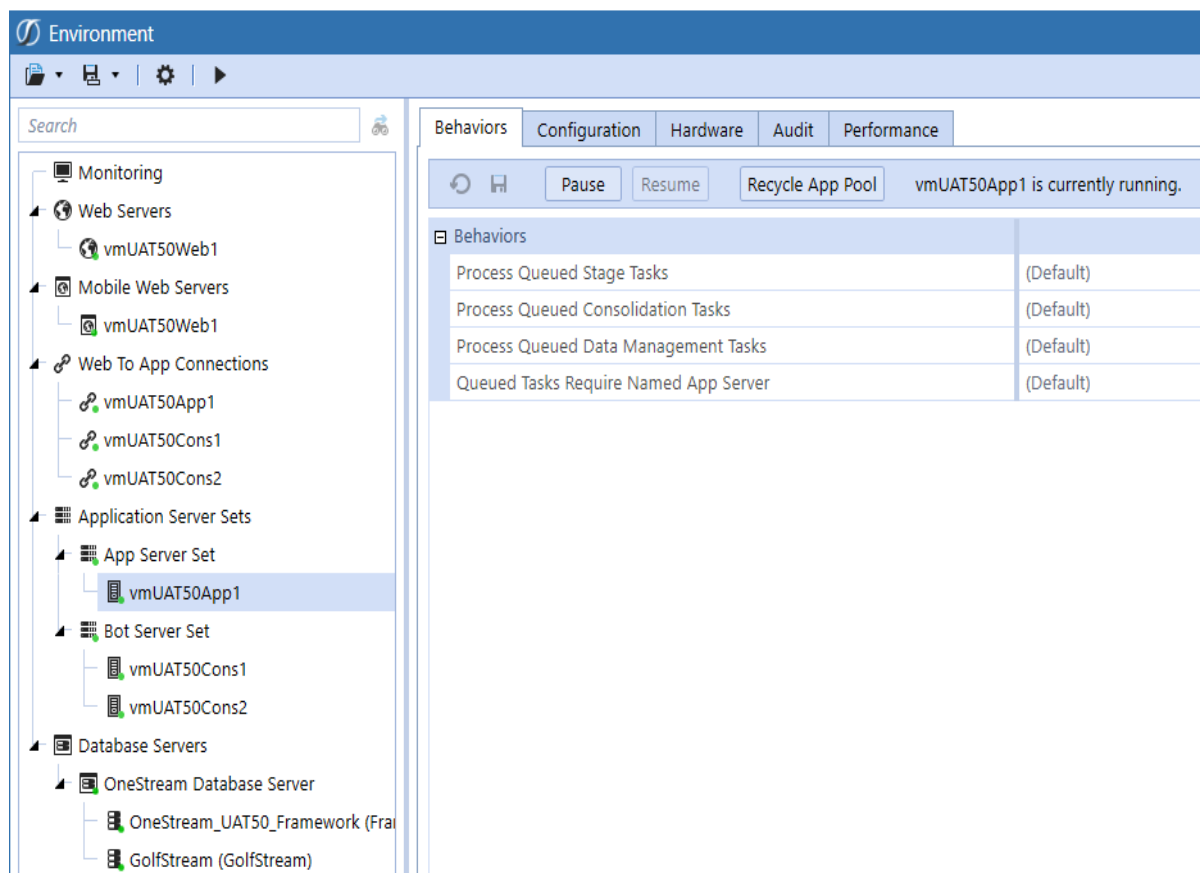 Environment
Search
Monitoring
Web Servers
vmUAT50Web1
Mobile Web Servers
vmUAT50Web1
Web To App Connections
vmUAT50App1
vmUAT50Cons1
vmUAT50Cons2
Application Server Sets
App Server Set
vmUAT50App1
Bot Server Set
vmUAT50Cons1
vmUAT50Cons2
Database Servers
OneStream Database Server
OneStream_UAT50_Framework (Fra
GolfStream (GolfStream)
Behaviors Configuration Hardware Audit Performance
Pause Resume Recycle App Pool vmUAT50App1 is currently running.
Behaviors
Process Queued Stage Tasks (Default)
Process Queued Consolidation Tasks (Default)
Process Queued Data Management Tasks (Default)
Queued Tasks Require Named App Server (Default)